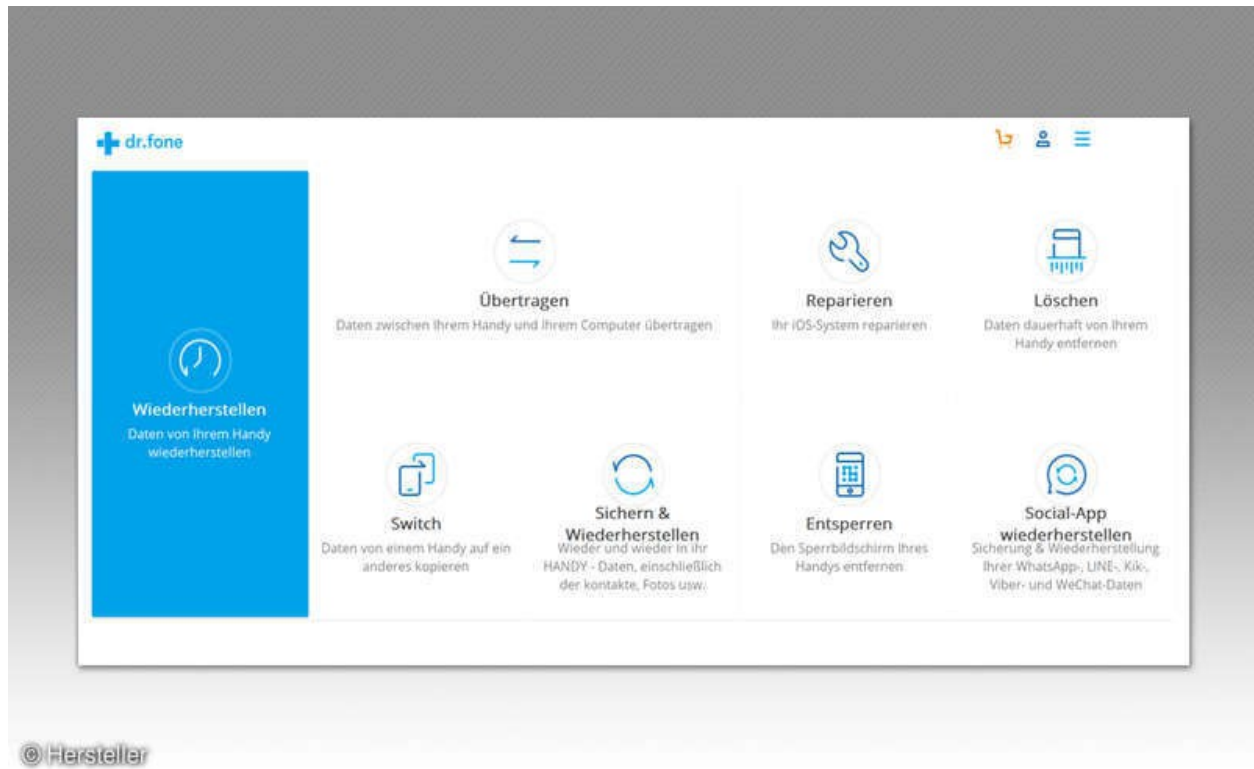 dr.fone
Übertragen
Daten zwischen Ihrem Handy und Ihrem Computer übertragen
Reparieren
Ihr iOS-System reparieren
Löschen
Daten dauerhaft von Ihrem
Handy entfernen
Wiederherstellen
Daten von Ihrem Handy
wiederherstellen
Switch
Daten von einem Handy auf ein
anderes kopieren
Sichern &
Wiederherstellen
Wieder und wieder in ihr
HANDY - Daten, einschließlich
der kontakte, Fotos usw.
Entsperren
Den Sperrbildschirm Ihres
Handys entfernen
Social-App
wiederherstellen
Sicherung & Wiederherstellung
Ihrer WhatsApp-, LINE-, Kik-,
Viber- und WeChat-Daten
© Hersteller